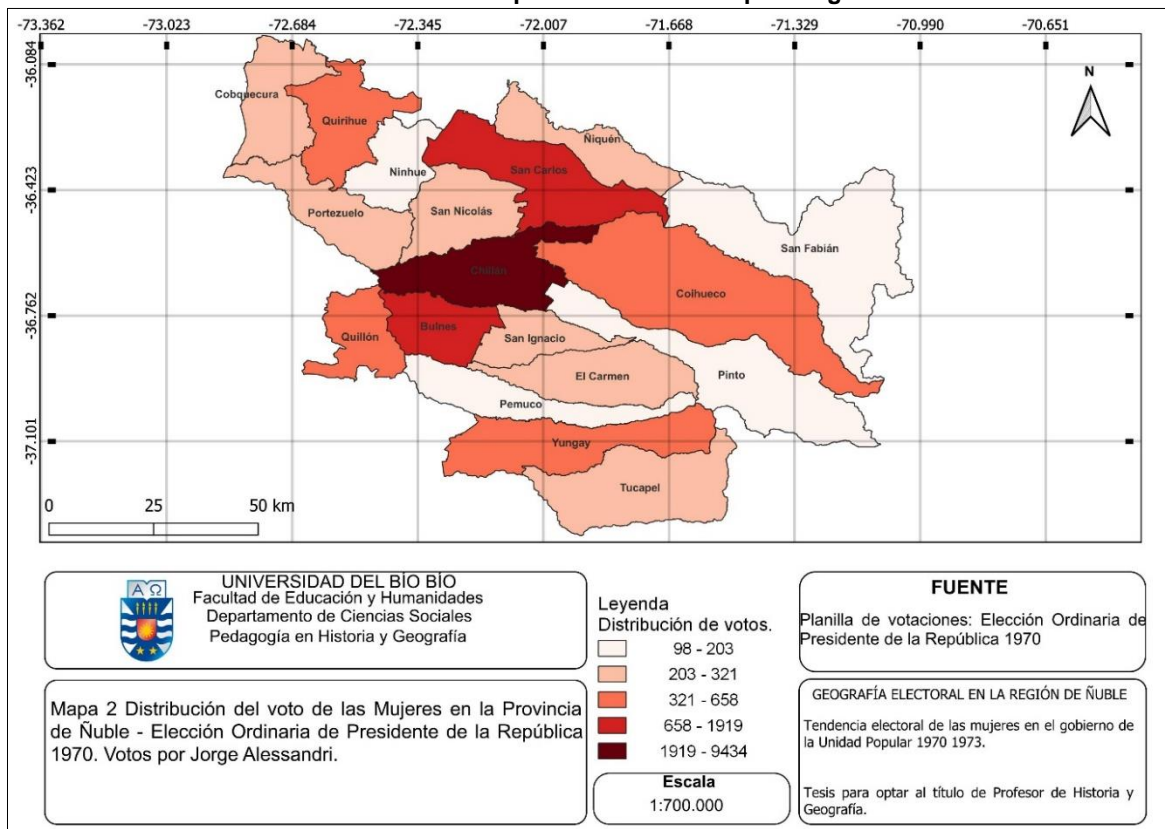 -73.362 -73.023 -72.684 -72.345 -72.007 -71.668 -71.329 -70.990 -70.651
-36.084
-36.423
-36.762
-37.101
N
Cobquecura
Quirihue
Ninhue
Ñiquén
San Carlos
Portezuelo
San Nicolás
San Fabián
Chillán
Coihueco
Quillón
Bulnes
San Ignacio
El Carmen
Pinto
Pemuco
Yungay
Tucapel
0 25 50 km
UNIVERSIDAD DEL BÍO BÍO
Facultad de Educación y Humanidades
Departamento de Ciencias Sociales
Pedagogía en Historia y Geografía
Α Ω
Mapa 2 Distribución del voto de las Mujeres en la Provincia
de Ñuble - Elección Ordinaria de Presidente de la República
1970. Votos por Jorge Alessandri.
Leyenda
Distribución de votos.
98 - 203
203 - 321
321 - 658
658 - 1919
1919 - 9434
Escala
1:700.000
FUENTE
Planilla de votaciones: Elección Ordinaria de
Presidente de la República 1970
GEOGRAFÍA ELECTORAL EN LA REGIÓN DE ÑUBLE
Tendencia electoral de las mujeres en el gobierno de
la Unidad Popular 1970 1973.
Tesis para optar al título de Profesor de Historia y
Geografía.